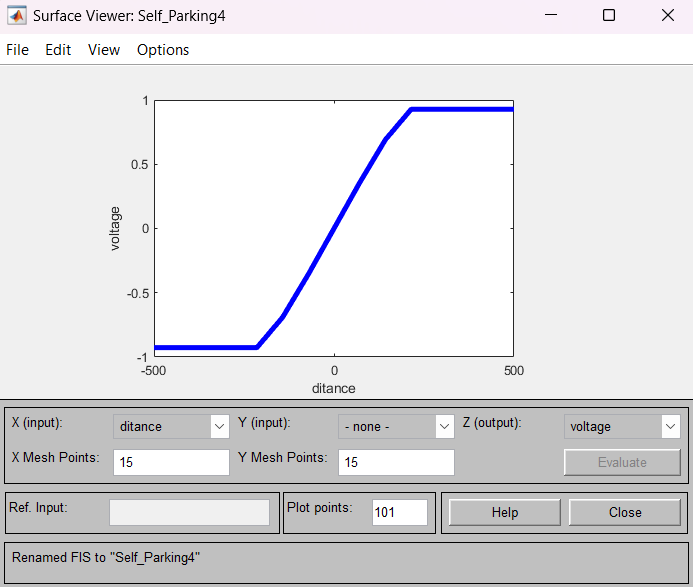 Surface Viewer: Self_Parking4
File Edit View Options
1
0.5
0
-0.5
-1
voltage
-500 0 500
ditance
X (input): ditance Y (input): - none - Z (output): voltage
X Mesh Points: 15 Y Mesh Points: 15 Evaluate
Ref. Input: Plot points: 101 Help Close
Renamed FIS to "Self_Parking4"